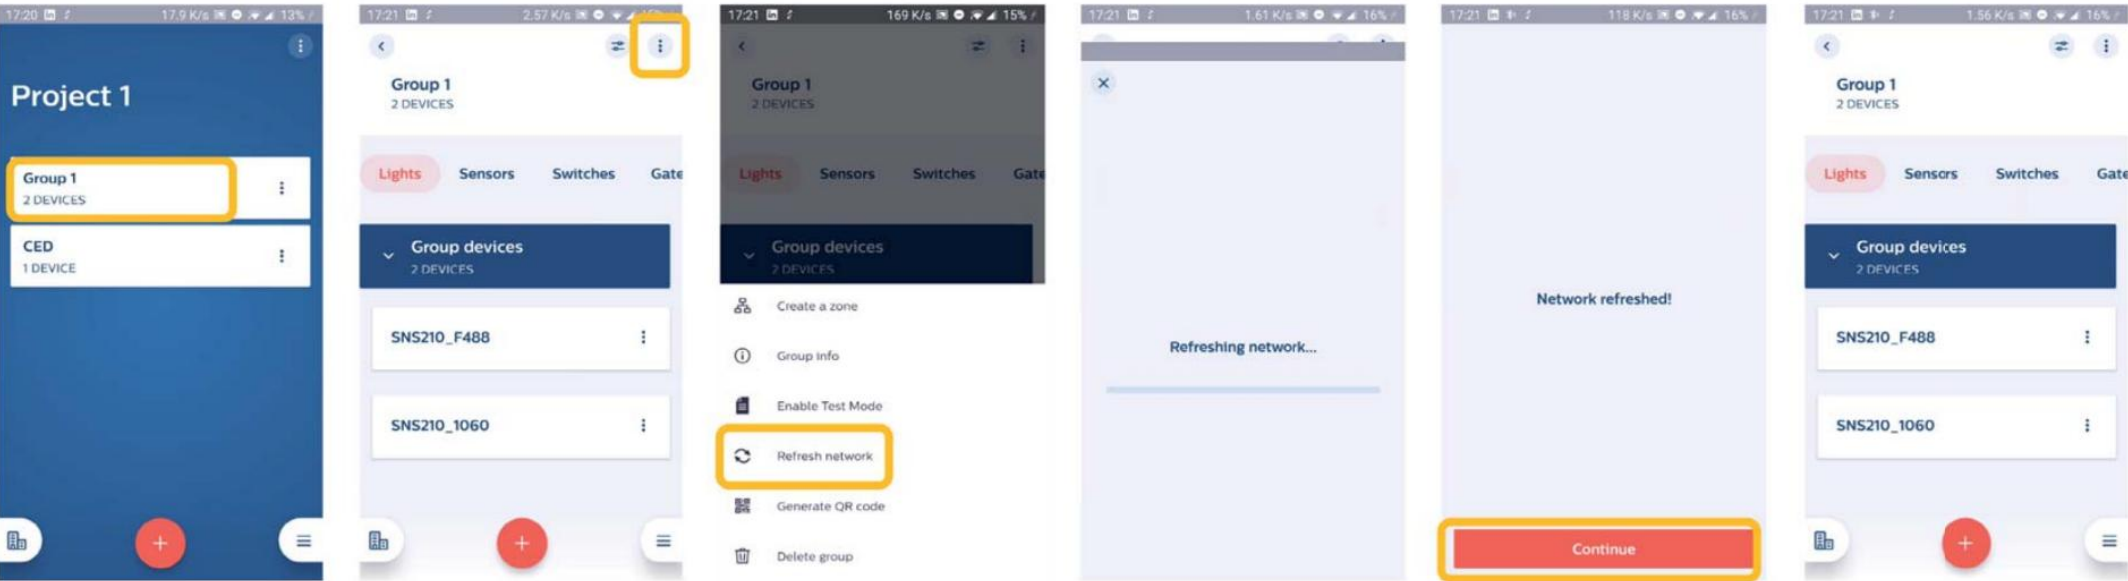 17:20
17.9 K/s
13%
Project 1
Group 1
2 DEVICES
CED
1 DEVICE
+
17:21
2.57 K/s
Group 1
2 DEVICES
Lights Sensors Switches Gate
Group devices
2 DEVICES
SNS210_F488
SNS210_1060
+
17:21
169 K/s
15%
Group 1
2 DEVICES
Lights Sensors Switches Gate
Group devices
2 DEVICES
Create a zone
Group info
Enable Test Mode
Refresh network
Generate QR code
Delete group
17:21
1.61 K/s
16%
Refreshing network...
17:21
118 K/s
16%
Network refreshed!
Continue
17:21
1.56 K/s
16%
Group 1
2 DEVICES
Lights Sensors Switches Gate
Group devices
2 DEVICES
SNS210_F488
SNS210_1060
+